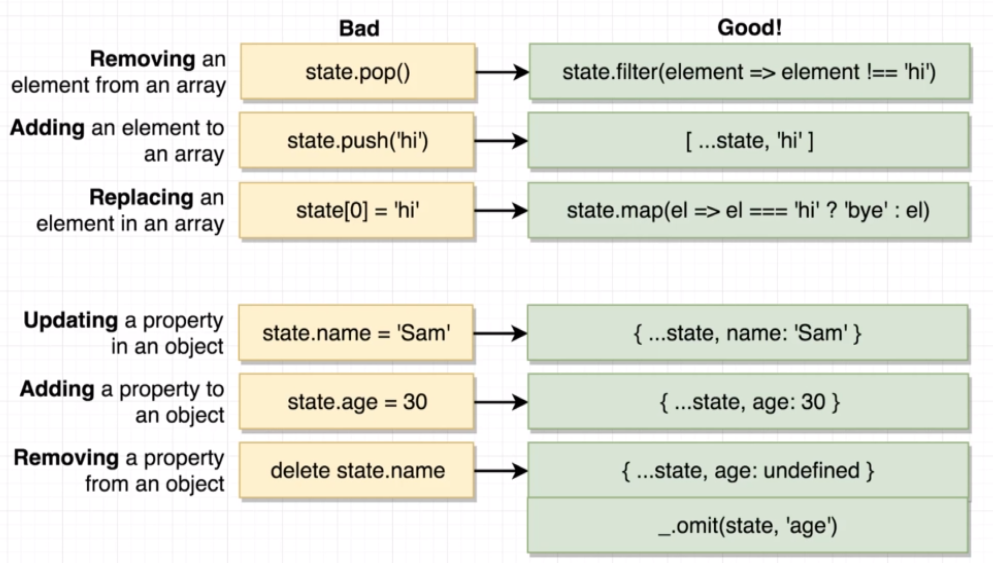 Bad
Good!
Removing an
element from an array
state.pop()
state.filter(element => element !== 'hi')
Adding an element to
an array
state.push('hi')
[ ...state, 'hi' ]
Replacing an
element in an array
state[0] = 'hi'
state.map(el => el === 'hi' ? 'bye' : el)
Updating a property
in an object
state.name = 'Sam'
{ ...state, name: 'Sam' }
Adding a property to
an object
state.age = 30
{ ...state, age: 30 }
Removing a property
from an object
delete state.name
{ ...state, age: undefined }
_.omit(state, 'age')